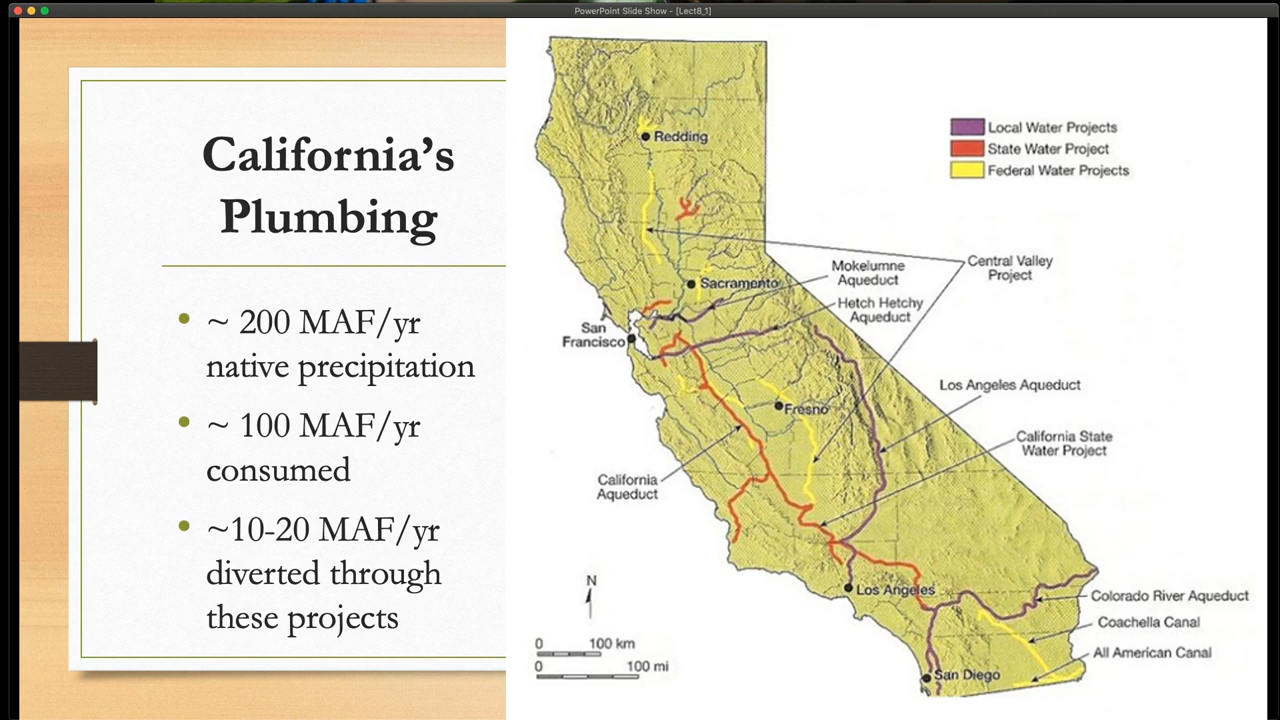 PowerPoint Slide Show - [Lect8_1]
California's
Plumbing
• ~ 200 MAF/yr
native precipitation
• ~ 100 MAF/yr
consumed
• ~10-20 MAF/yr
diverted through
these projects
Local Water Projects
State Water Project
Federal Water Projects
Redding
Central Valley
Project
Mokelumne
Aqueduct
Sacramento
Hetch Hetchy
Aqueduct
San
Francisco
Los Angeles Aqueduct
Fresno
California State
Water Project
California
Aqueduct
N
Los Angeles
Colorado River Aqueduct
Coachella Canal
All American Canal
San Diego
0 100 km
0 100 mi